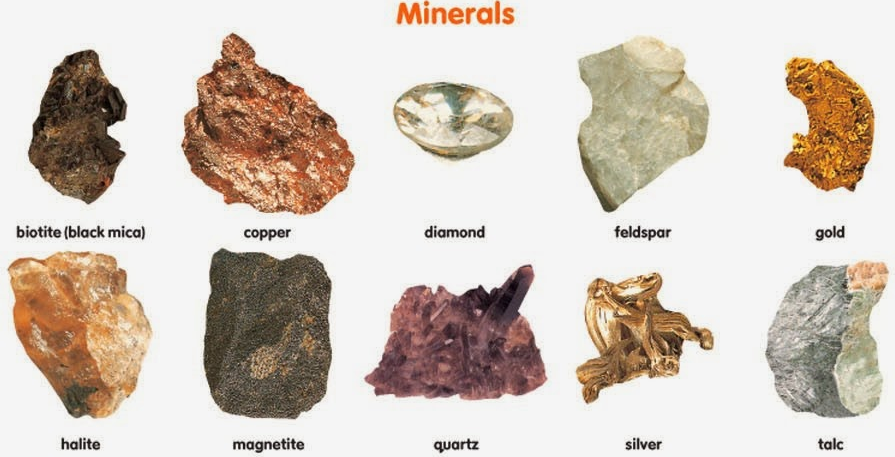 Minerals
biotite (black mica) copper diamond feldspar gold
halite magnetite quartz silver talc